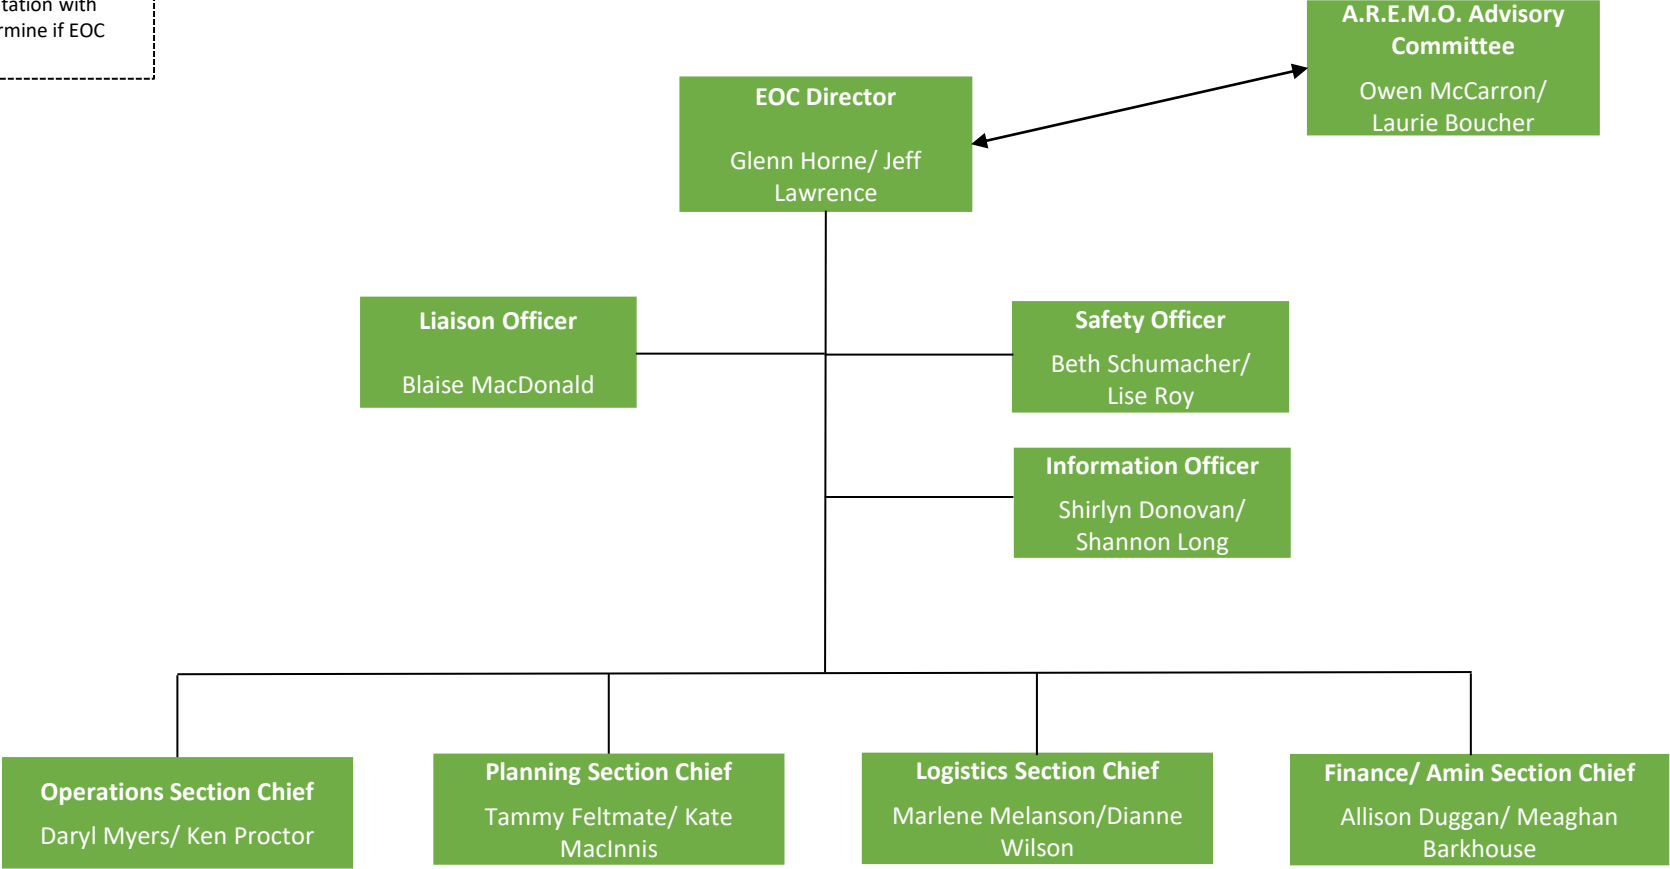 tation with
rmine if EOC
A.R.E.M.O. Advisory
Committee
Owen McCarron/
Laurie Boucher
EOC Director
Glenn Horne/ Jeff
Lawrence
Liaison Officer
Blaise MacDonald
Safety Officer
Beth Schumacher/
Lise Roy
Information Officer
Shirlyn Donovan/
Shannon Long
Operations Section Chief
Daryl Myers/ Ken Proctor
Planning Section Chief
Tammy Feltmate/ Kate
MacInnis
Logistics Section Chief
Marlene Melanson/Dianne
Wilson
Finance/ Amin Section Chief
Allison Duggan/ Meaghan
Barkhouse